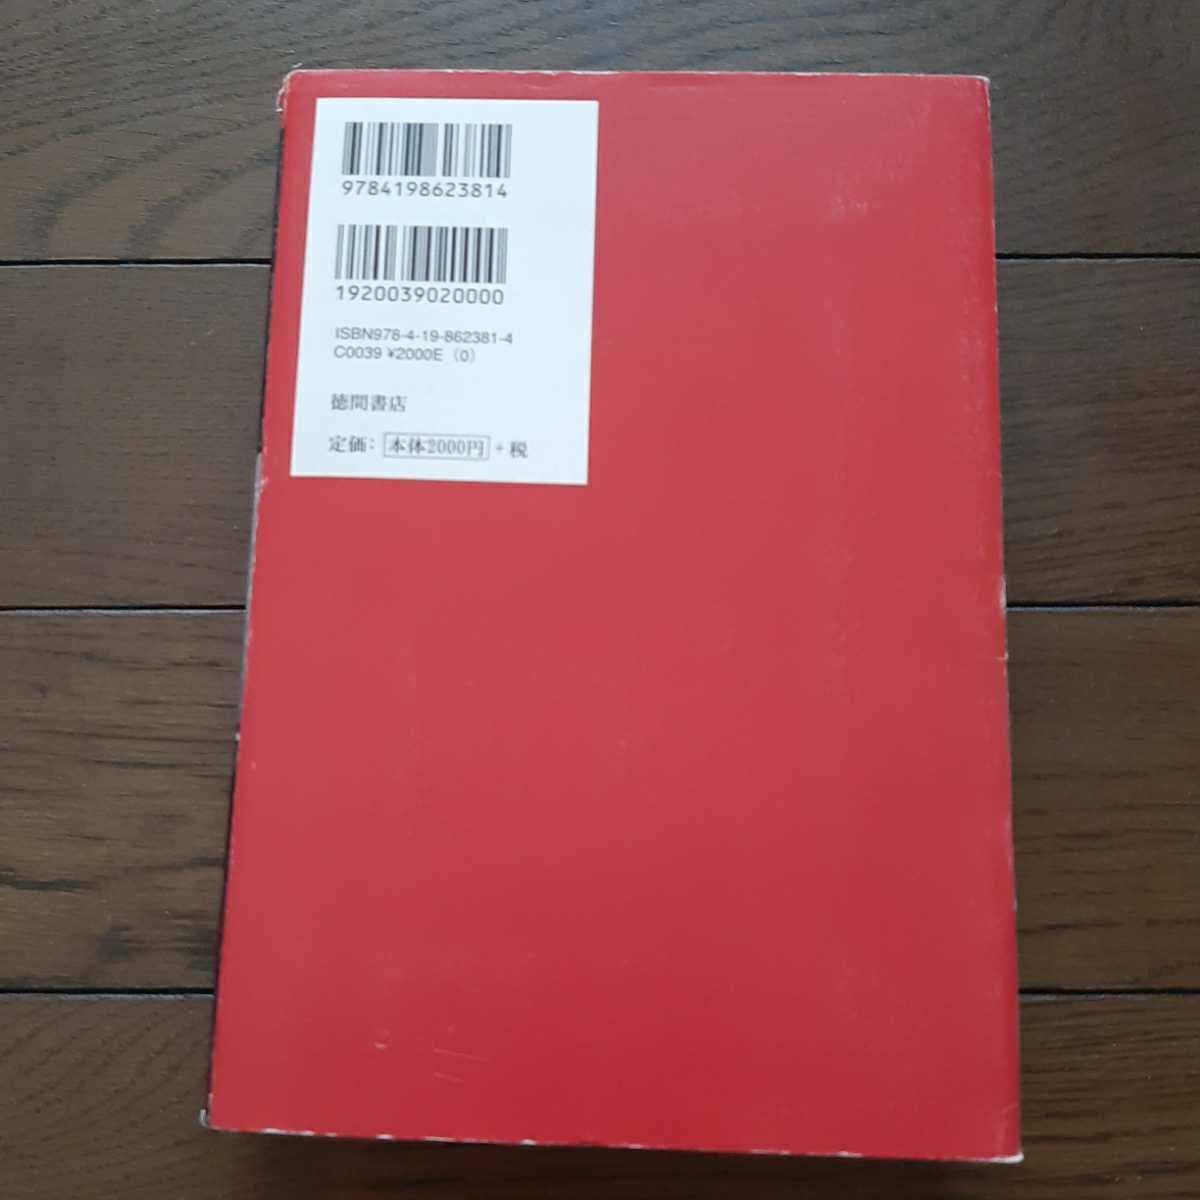 9784198623814
1920039020000
ISBN978-4-19-862381-4
C0039 ¥2000E (0)
徳間書店
定価: 本体2000円 + 税